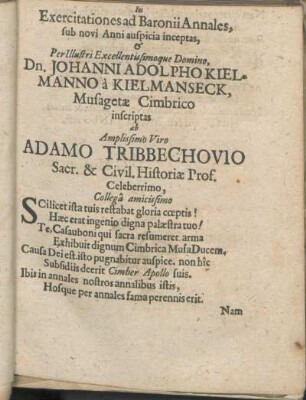 In
Exercitationes ad Baronii Annales,
sub novi Anni auspicia inceptas,
&
PerIllustri Excellentissimoque Domino,
Dn. JOHANNI ADOLPHO KIEL-
MANNO à KIELMANSECK,
Musagetæ Cimbrico
inscriptas
ab
Amplissimo Viro
ADAMO TRIBBECHOVIO
Sacr. & Civil. Historiæ Prof.
Celeberrimo,
Collegâ amicissimo
SCilicet ista tuis restabat gloria cœptis!
Hæc erat ingenio digna palæstra tuo!
Te, Casauboni qui sacra resumeret arma
Exhibuit dignum Cimbrica Musa Ducem,
Causa Dei est. isto pugnabitur auspice. non hîc
Subsidiis deerit Cimber Apollo suis.
Ibis in annales nostros annalibus istis,
Hosque per annales fama perennis erit.
Nam